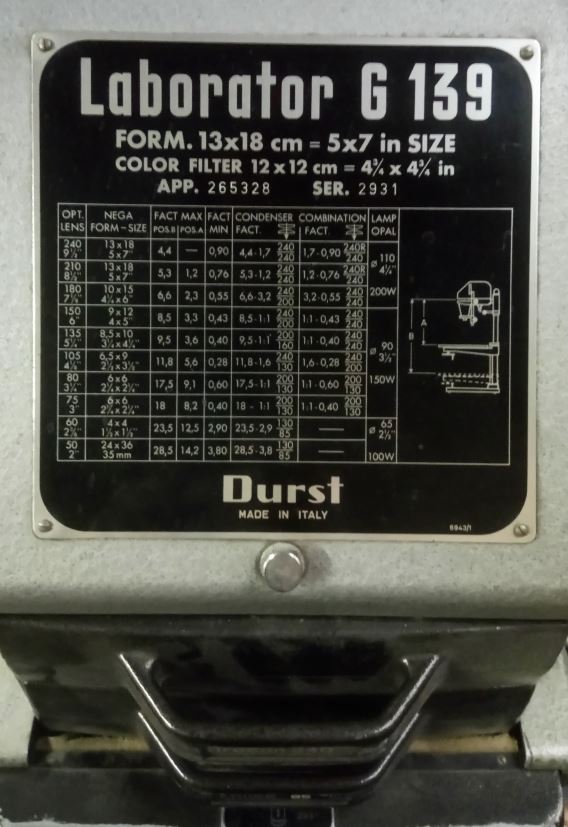 Laborator G 139
FORM. 13x18 cm = 5x7 in SIZE
COLOR FILTER 12 x 12 cm = 4¾ x 4¾ in
APP. 265328 SER. 2931
OPT. LENS NEGA FORM-SIZE FACT MAX POS.B POS.A FACT MIN CONDENSER FACT. COMBINATION FACT. LAMP OPAL
240 9½" 13x18 5x7" 4,4 — 0,90 4,4-1,7 240 240 1,7-0,90 240R 240 ø 110 4¼"
210 8½" 13x18 5x7" 5,3 1,2 0,76 5,3-1,2 240 240 1,2-0,76 240R 240
180 10x15 4¼x6" 6,6 2,3 0,55 6,6-3,2 240 200 3,2-0,55 240 240 200W
150 6" 9x12 4x5" 8,5 3,3 0,43 8,5-1:1 240 200 1:1-0,43 240 240
135 5¼" 8,5x10 3¼x4¼" 9,5 3,6 0,40 9,5-1:1 200 160 1:1-0,40 240 240 ø 90 3½"
105 4⅛" 6,5x9 2½x3½" 11,8 5,6 0,28 11,8-1,6 240 130 1,6-0,28 240 200
80 3¼" 6x6 2¼x2¼" 17,5 9,1 0,60 17,5-1:1 200 130 1:1-0,60 200 130 150W
75 3" 6x6 2¼x2¼" 18 8,2 0,40 18-1:1 200 130 1:1-0,40 200 130
60 4x4 1½x1½" 23,5 12,5 2,90 23,5-2,9 130 85 — ø 65 2½"
50 2" 24x36 35mm 28,5 14,2 3,80 28,5-3,8 130 85 — 100W
A
B
Durst
MADE IN ITALY
6943/1